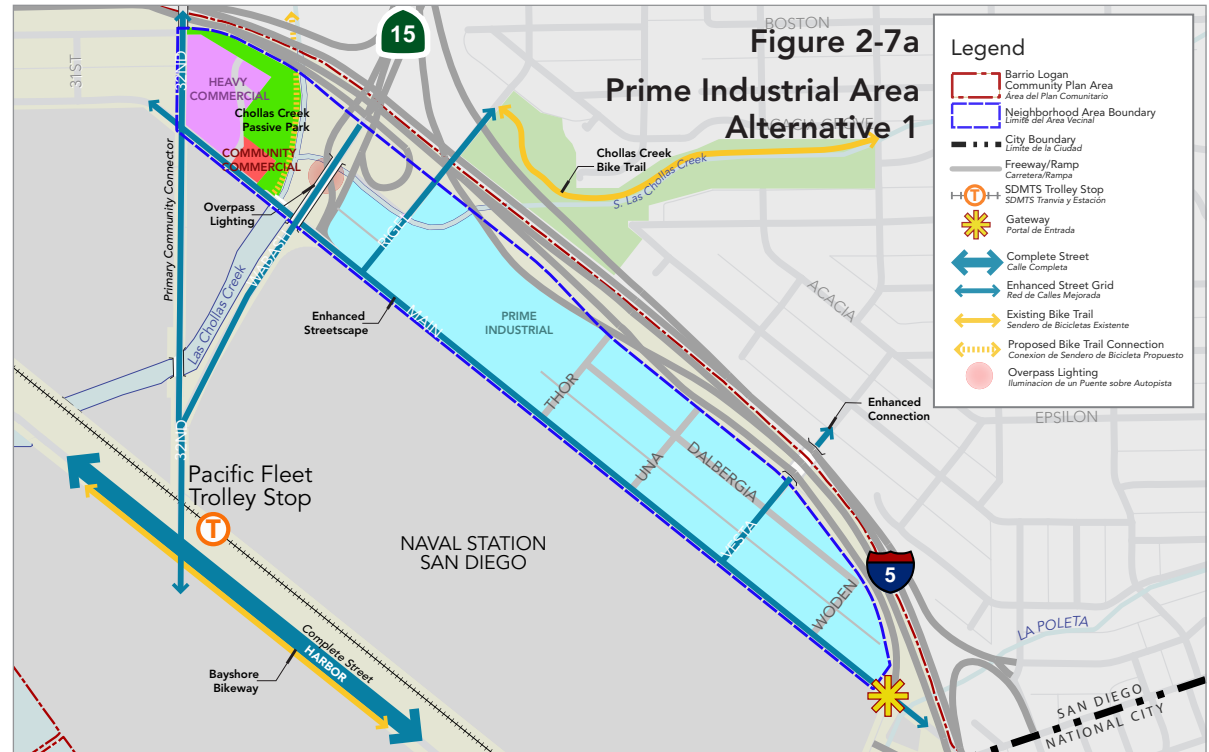 Figure 2-7a
Prime Industrial Area
Alternative 1
Legend
Barrio Logan
Community Plan Area
Área del Plan Comunitario
Neighborhood Area Boundary
Limite del Area Vecinal
City Boundary
Limite de la Ciudad
Freeway/Ramp
Carretera/Rampa
T
SDMTS Trolley Stop
SDMTS Tranvia y Estación
Gateway
Portal de Entrada
Complete Street
Calle Completa
Enhanced Street Grid
Red de Calles Mejorada
Existing Bike Trail
Sendero de Bicicletas Existente
Proposed Bike Trail Connection
Conexion de Sendero de Bicicleta Propuesto
Overpass Lighting
Iluminacion de un Puente sobre Autopista
BOSTON
15
31ST
32ND
HEAVY
COMMERCIAL
Chollas Creek
Passive Park
COMMUNITY
COMMERCIAL
ACACIA GROVE
Chollas Creek
Bike Trail
S. Las Chollas Creek
Overpass
Lighting
Primary Community Connector
WABASH
RIGEL
Las Chollas Creek
Enhanced
Streetscape
MAIN
PRIME
INDUSTRIAL
ACACIA
THOR
Enhanced
Connection
EPSILON
32ND
UNA
DALBERGIA
Pacific Fleet
Trolley Stop
T
NAVAL STATION
SAN DIEGO
VESTA
5
WODEN
LA POLETA
Complete Street
HARBOR
Bayshore
Bikeway
SAN DIEGO
NATIONAL CITY